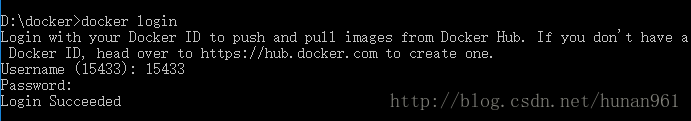 D:\docker>docker login
Login with your Docker ID to push and pull images from Docker Hub. If you don't have a
Docker ID, head over to https://hub.docker.com to create one.
Username (15433): 15433
Password:
Login Succeeded
http://blog.csdn.net/hunan961